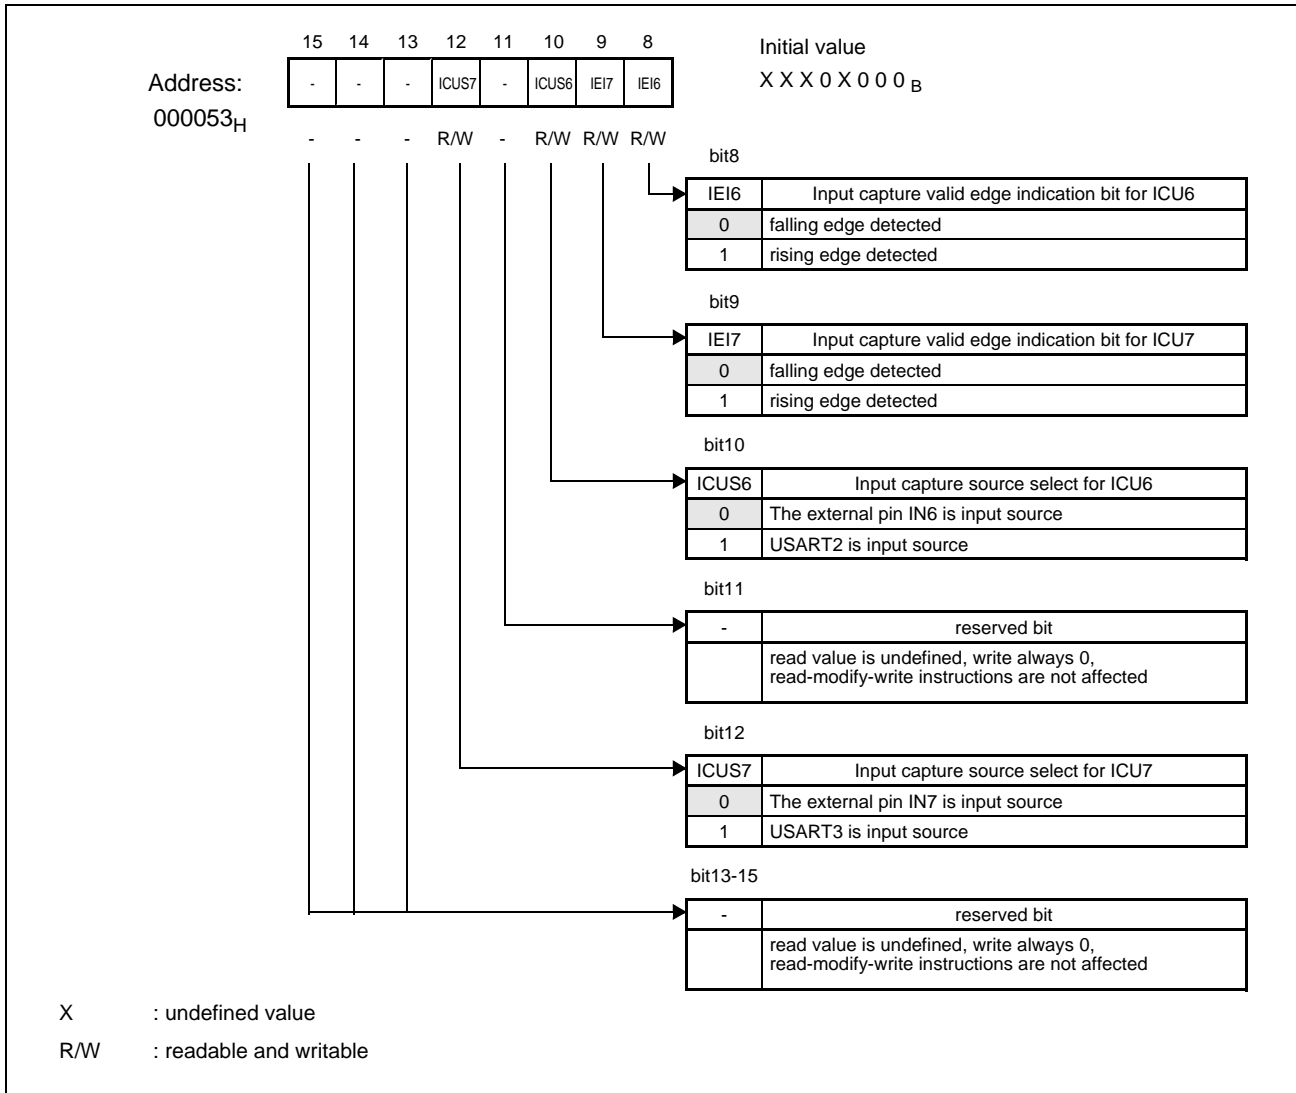 15 14 13 12 11 10 9 8
Initial value
Address:
- - - ICUS7 - ICUS6 IEI7 IEI6
X X X 0 X 0 0 0 B
000053H
- - - R/W - R/W R/W R/W
bit8
IEI6 Input capture valid edge indication bit for ICU6
0 falling edge detected
1 rising edge detected
bit9
IEI7 Input capture valid edge indication bit for ICU7
0 falling edge detected
1 rising edge detected
bit10
ICUS6 Input capture source select for ICU6
0 The external pin IN6 is input source
1 USART2 is input source
bit11
- reserved bit
read value is undefined, write always 0,
read-modify-write instructions are not affected
bit12
ICUS7 Input capture source select for ICU7
0 The external pin IN7 is input source
1 USART3 is input source
bit13-15
- reserved bit
read value is undefined, write always 0,
read-modify-write instructions are not affected
X : undefined value
R/W : readable and writable